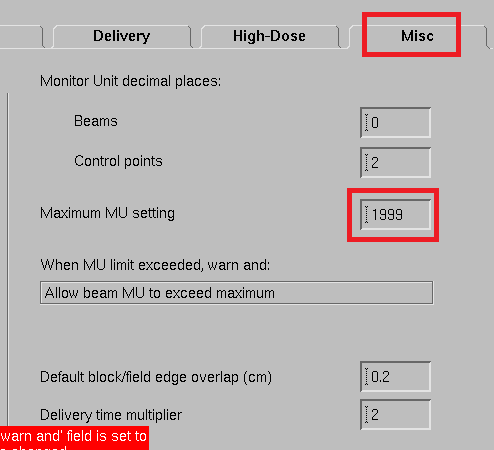 Delivery High-Dose Misc
Monitor Unit decimal places:
Beams 0
Control points 2
Maximum MU setting 1999
When MU limit exceeded, warn and:
Allow beam MU to exceed maximum
Default block/field edge overlap (cm) 0.2
Delivery time multiplier 2
warn and' field is set to